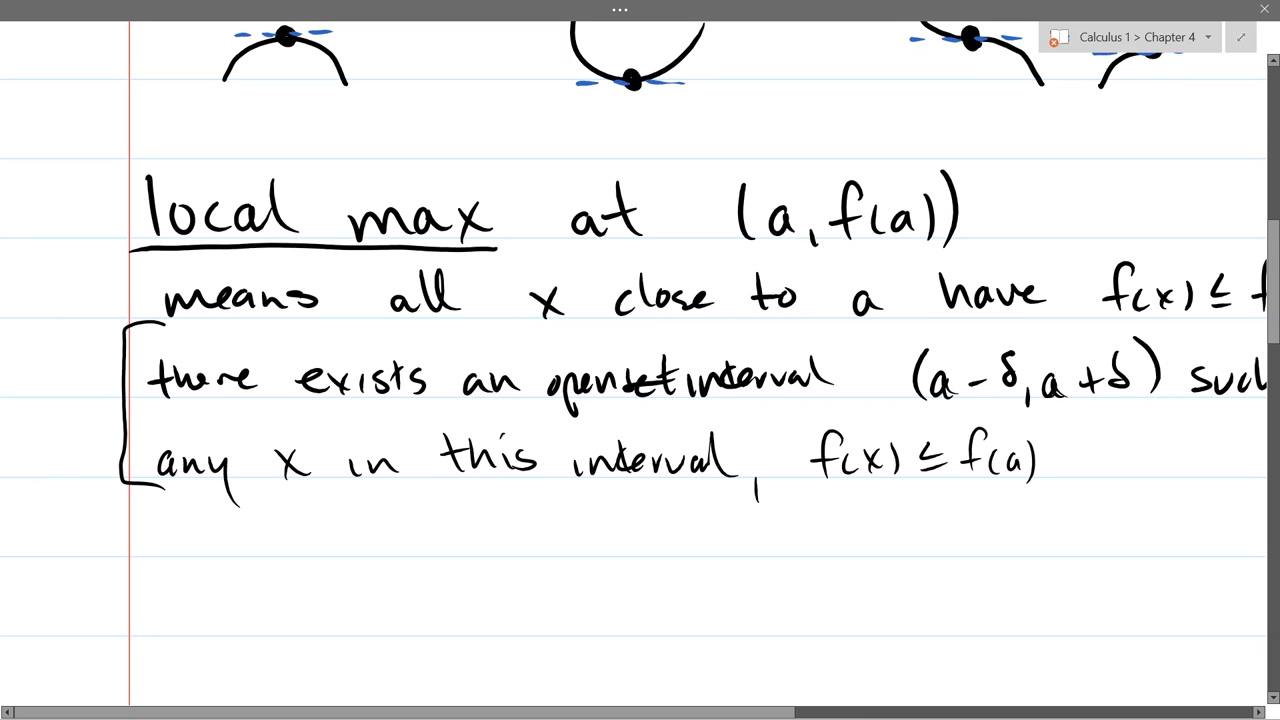 Calculus 1 > Chapter 4
local max at (a, f(a))
means all x close to a have f(x) ≤ f
there exists an open interval (a - δ, a + δ) such
any x in this interval, f(x) ≤ f(a)